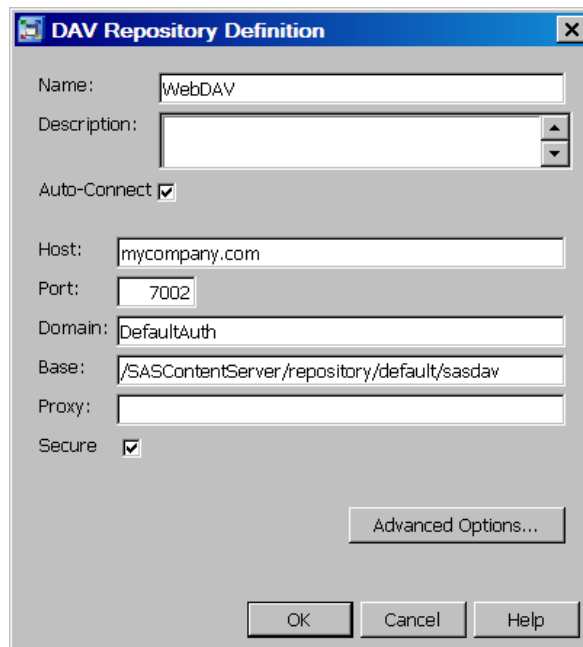 DAV Repository Definition
Name: WebDAV
Description:
Auto-Connect
Host: mycompany.com
Port: 7002
Domain: DefaultAuth
Base: /SASContentServer/repository/default/sasdav
Proxy:
Secure
Advanced Options...
OK Cancel Help